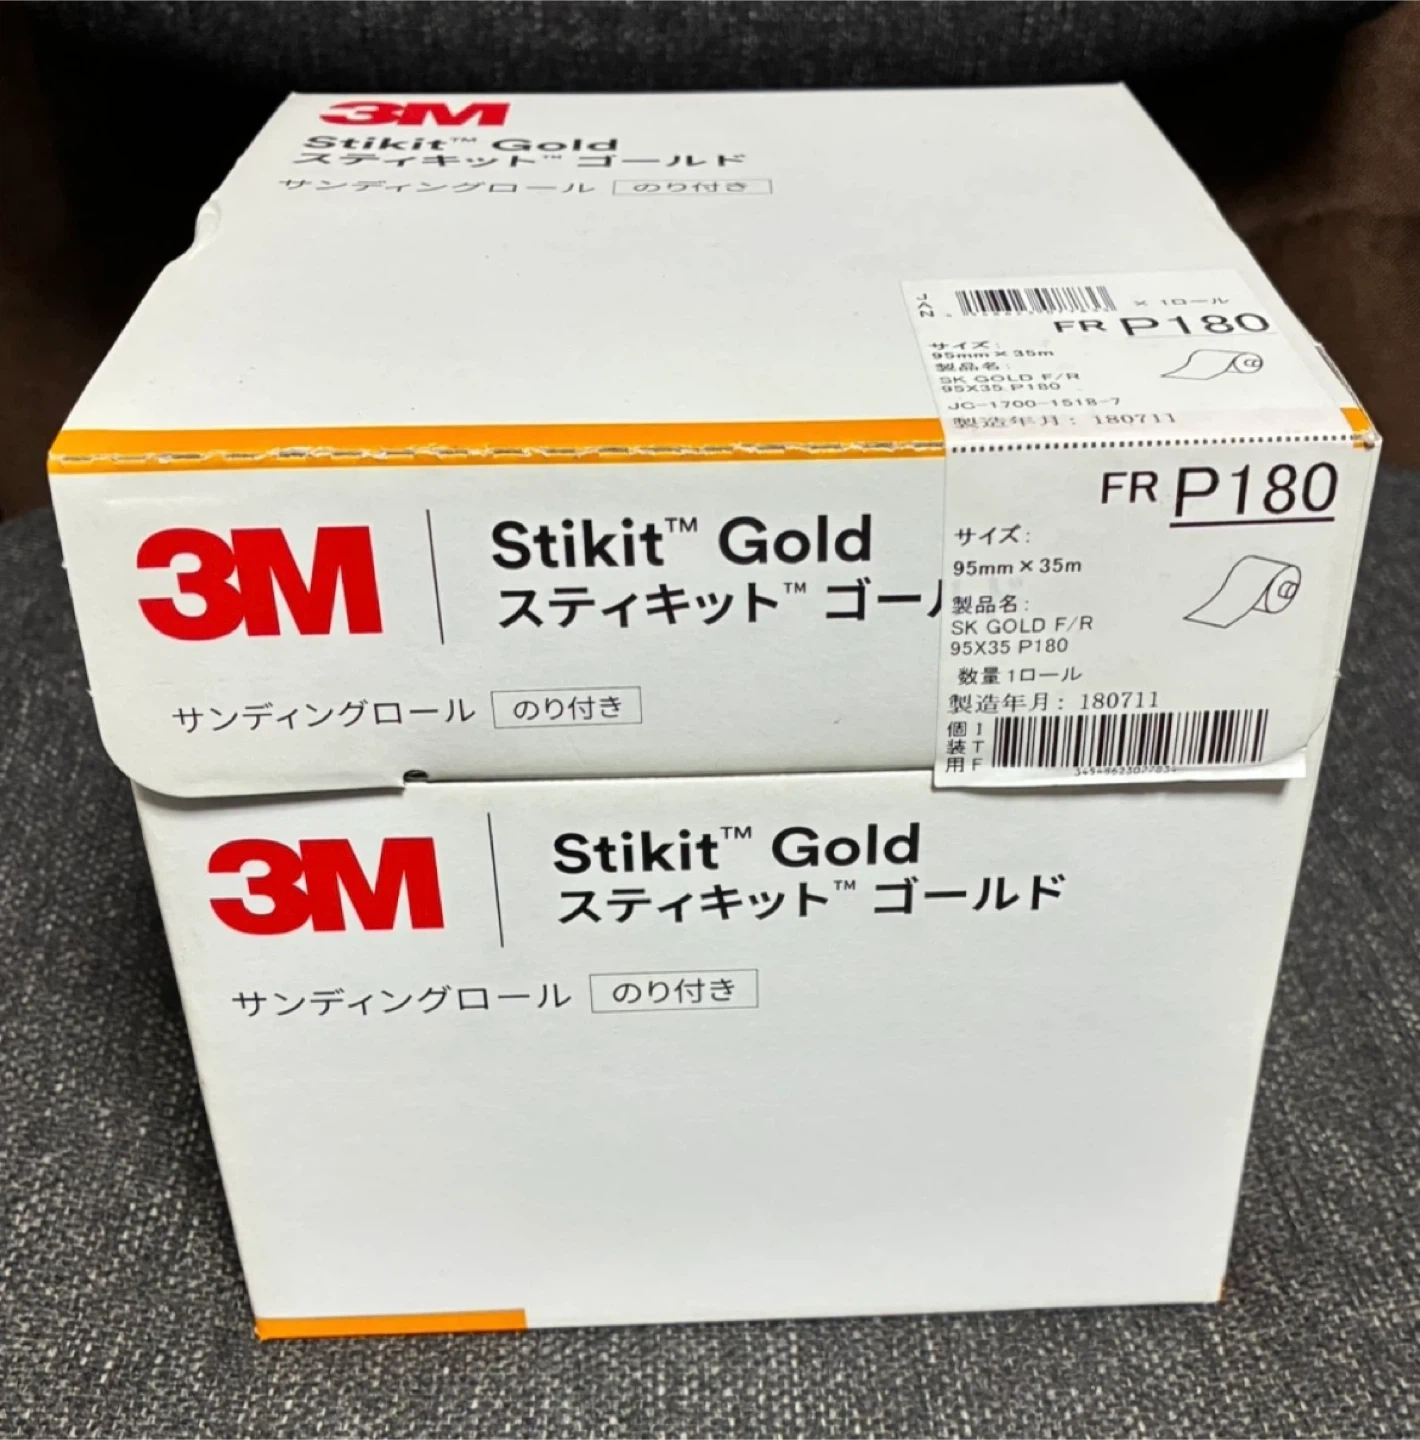 3M
Stikit™ Gold
スティキット™ ゴールド
サンディングロール のり付き
JAN
× 1ロール
FR P180
サイズ:
95mm×35m
製品名:
SK GOLD F/R
95X35 P180
JC-1700-1518-7
製造年月: 180711
3M
Stikit™ Gold
スティキット™ ゴー
サンディングロール のり付き
FR P180
サイズ:
95mm×35m
製品名:
SK GOLD F/R
95X35 P180
数量1ロール
製造年月: 180711
個装用
ITF
3M
Stikit™ Gold
スティキット™ ゴールド
サンディングロール のり付き